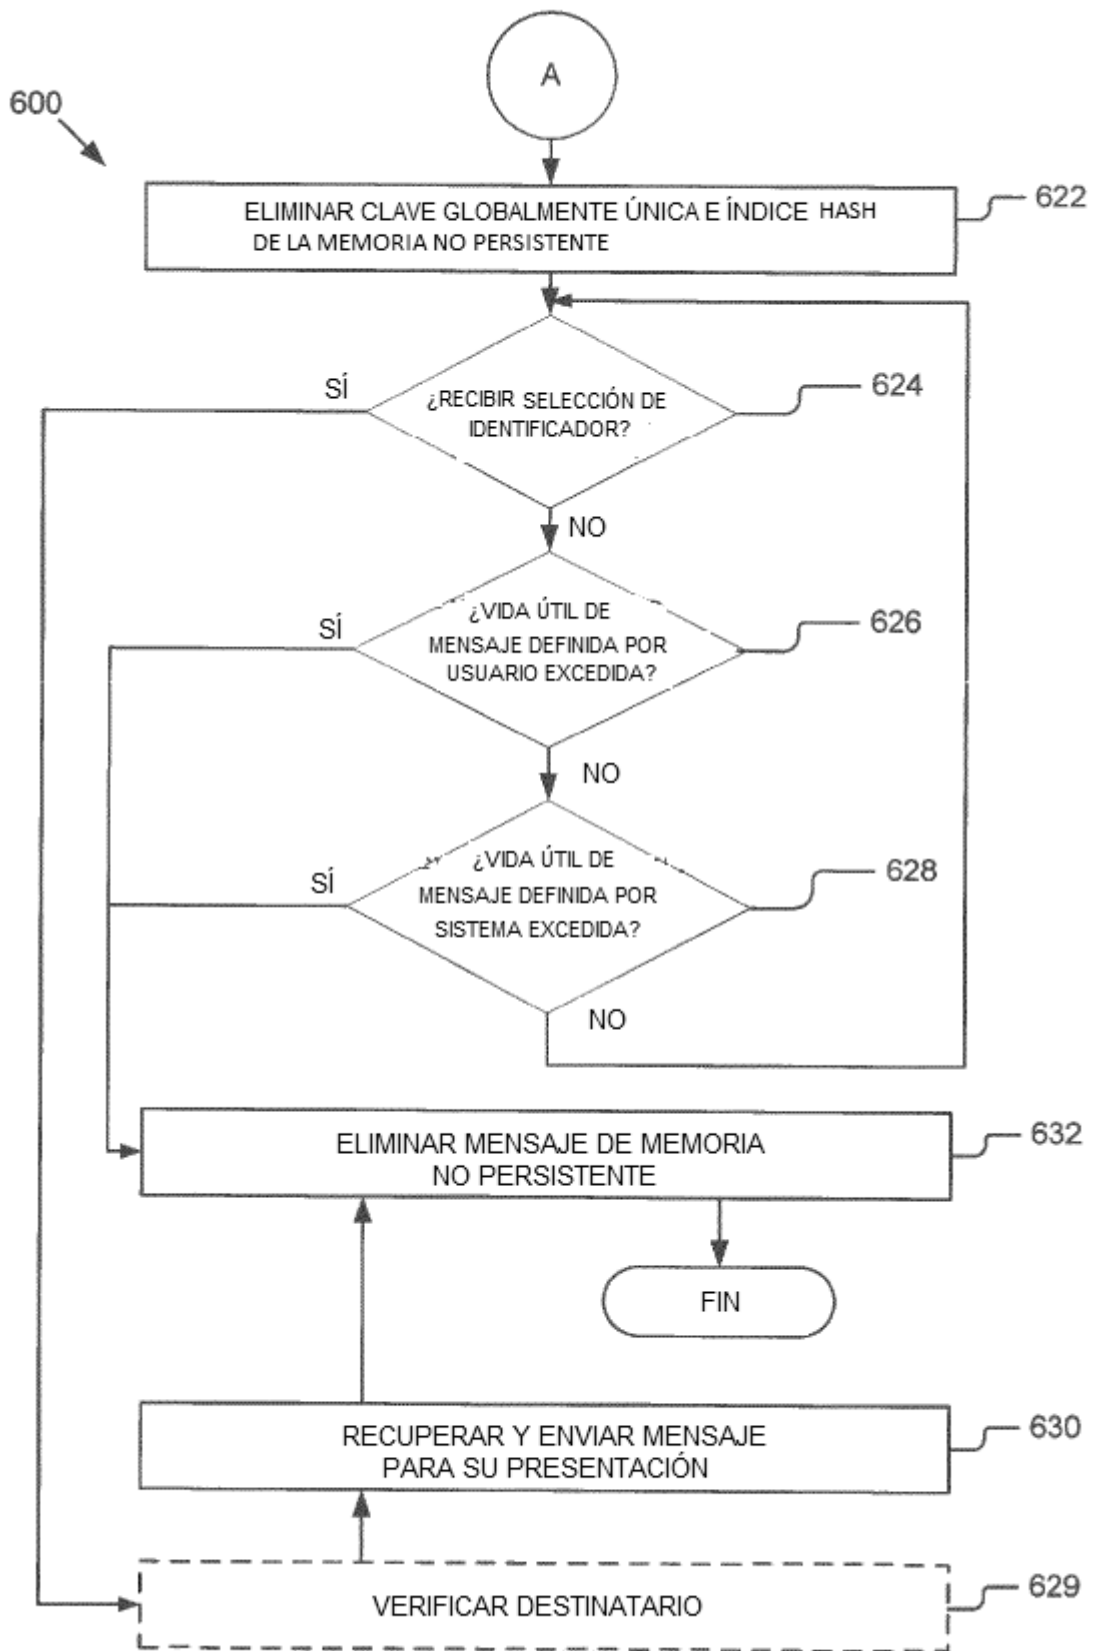 A
600
ELIMINAR CLAVE GLOBALMENTE ÚNICA E ÍNDICE HASH
DE LA MEMORIA NO PERSISTENTE
622
SÍ
¿RECIBIR SELECCIÓN DE
IDENTIFICADOR?
624
NO
SÍ
¿VIDA ÚTIL DE
MENSAJE DEFINIDA POR
USUARIO EXCEDIDA?
626
NO
SÍ
¿VIDA ÚTIL DE
MENSAJE DEFINIDA POR
SISTEMA EXCEDIDA?
628
NO
ELIMINAR MENSAJE DE MEMORIA
NO PERSISTENTE
632
FIN
RECUPERAR Y ENVIAR MENSAJE
PARA SU PRESENTACIÓN
630
VERIFICAR DESTINATARIO
629